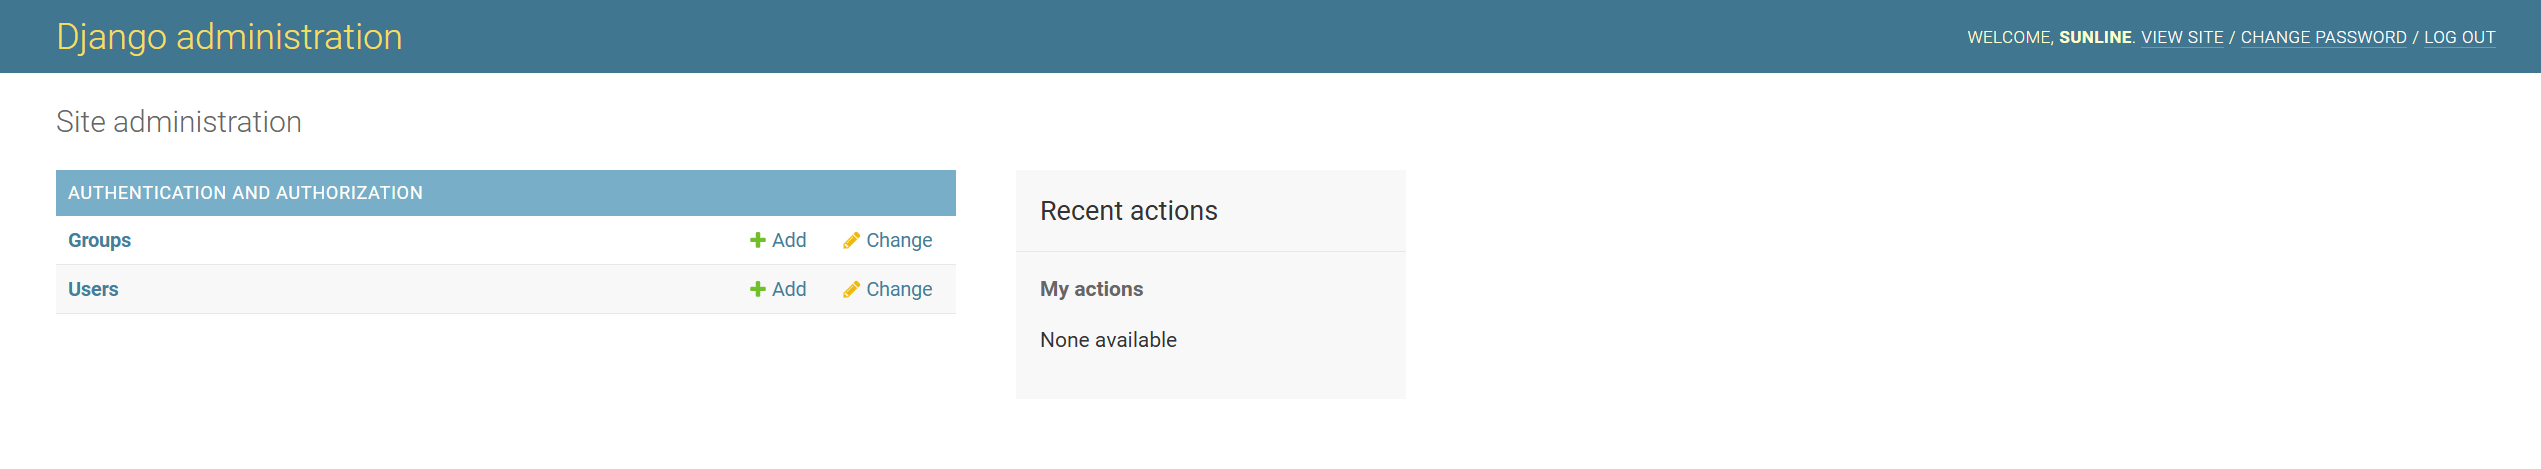 Django administration
WELCOME, SUNLINE. VIEW SITE / CHANGE PASSWORD / LOG OUT
Site administration
AUTHENTICATION AND AUTHORIZATION
Groups Add Change
Users Add Change
Recent actions
My actions
None available